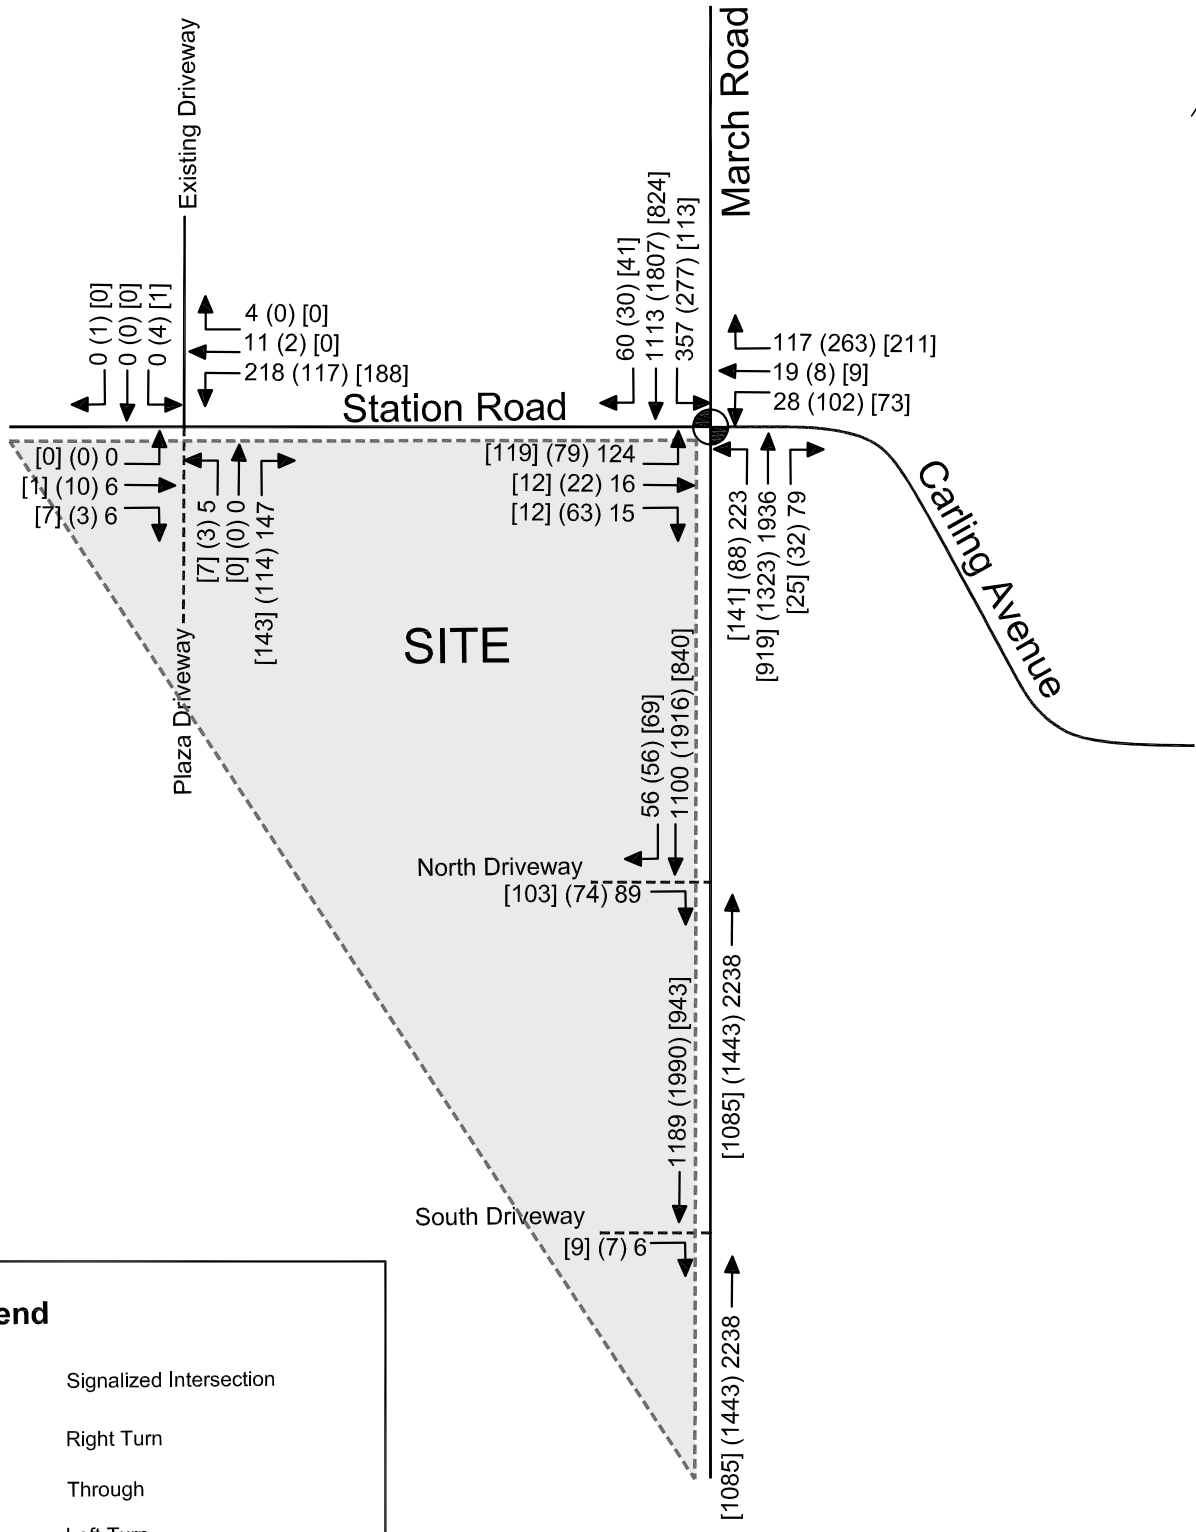 March Road
Existing Driveway
0 (1) [0]
0 (0) [0]
0 (4) [1]
4 (0) [0]
11 (2) [0]
218 (117) [188]
60 (30) [41]
1113 (1807) [824]
357 (277) [113]
117 (263) [211]
19 (8) [9]
28 (102) [73]
Station Road
[0] (0) 0
[1] (10) 6
[7] (3) 6
[7] (3) 5
[0] (0) 0
[143] (114) 147
[119] (79) 124
[12] (22) 16
[12] (63) 15
[141] (88) 223
[919] (1323) 1936
[25] (32) 79
Carling Avenue
SITE
Plaza Driveway
56 (56) [69]
1100 (1916) [840]
North Driveway
[103] (74) 89
[1085] (1443) 2238
1189 (1990) [943]
South Driveway
[9] (7) 6
[1085] (1443) 2238
end
Signalized Intersection
Right Turn
Through
Left Turn